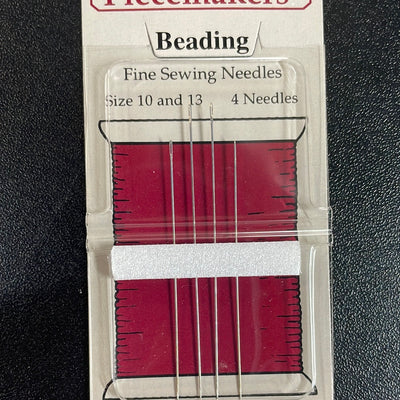 Piecemakers®
Beading
Fine Sewing Needles
Size 10 and 13 4 Needles